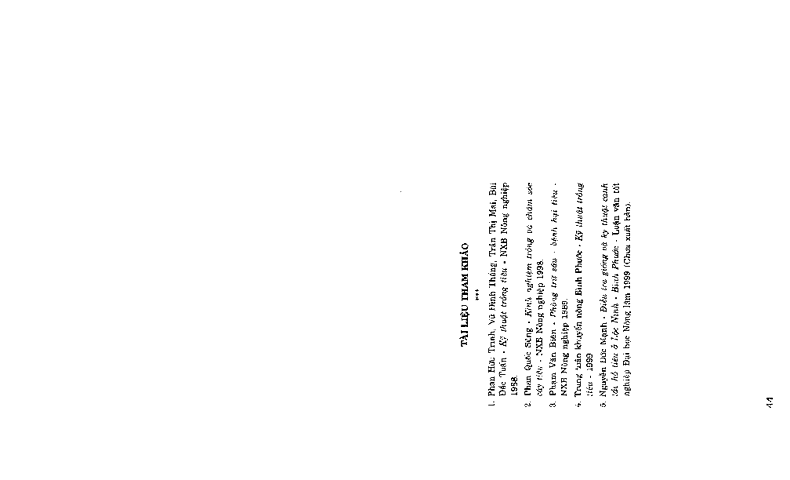 TÀI LIỆU THAM KHẢO
***
1. Phan Hữu Trinh, Vũ Đình Thắng, Trần Thị Mai, Bùi
Đắc Tuấn - Kỹ thuật trồng tiêu - NXB Nông nghiệp
1988.
2. Phan Quốc Sủng - Kinh nghiệm trồng và chăm sóc
cây tiêu - NXB Nông nghiệp 1998.
3. Phạm Văn Biên - Phòng trừ sâu - bệnh hại tiêu -
NXB Nông nghiệp 1989.
4. Trung tâm khuyến nông Bình Phước - Kỹ thuật trồng
tiêu - 1999
5. Nguyễn Đức Mạnh - Điều tra giống và kỹ thuật canh
tác hồ tiêu ở Lộc Ninh - Bình Phước - Luận văn tốt
nghiệp Đại học Nông lâm 1999 (Chưa xuất bản).
44